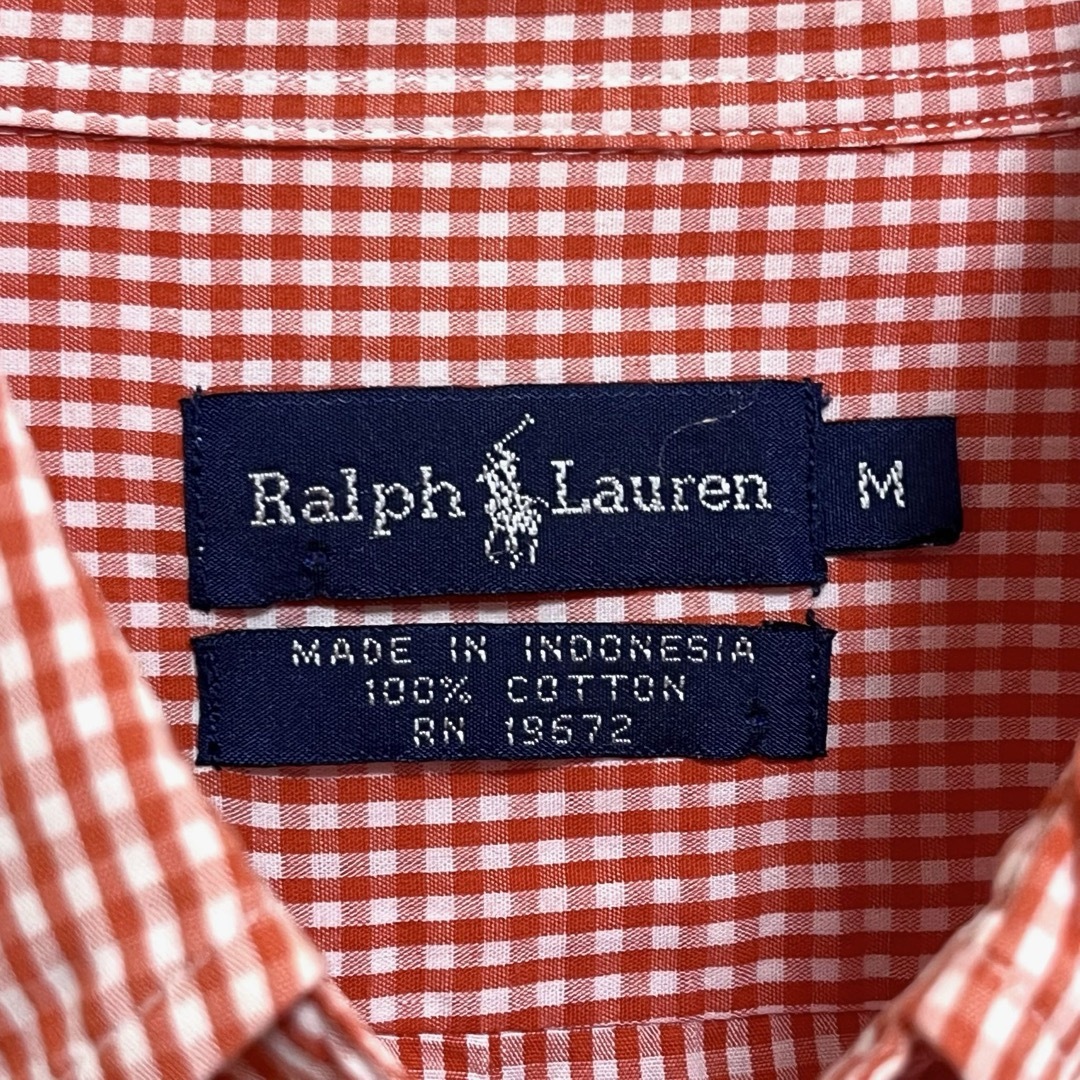 Ralph Lauren M
MADE IN INDONESIA
100% COTTON
RN 19672